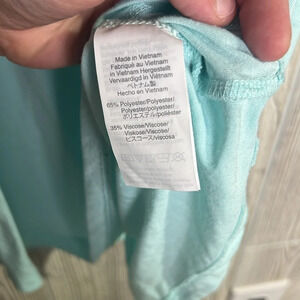 Made in Vietnam
Fabriqué au Vietnam
in Vietnam Hergestellt
Vervaardigd in Vietnam
ベトナム製
Hecho en Vietnam
65% Polyester/Polyester/
Polyester/polyester/
ポリエステル/poliéster
35% Viscose/Viscose/
Viskose/Viscose/
ビスコース/viscosa